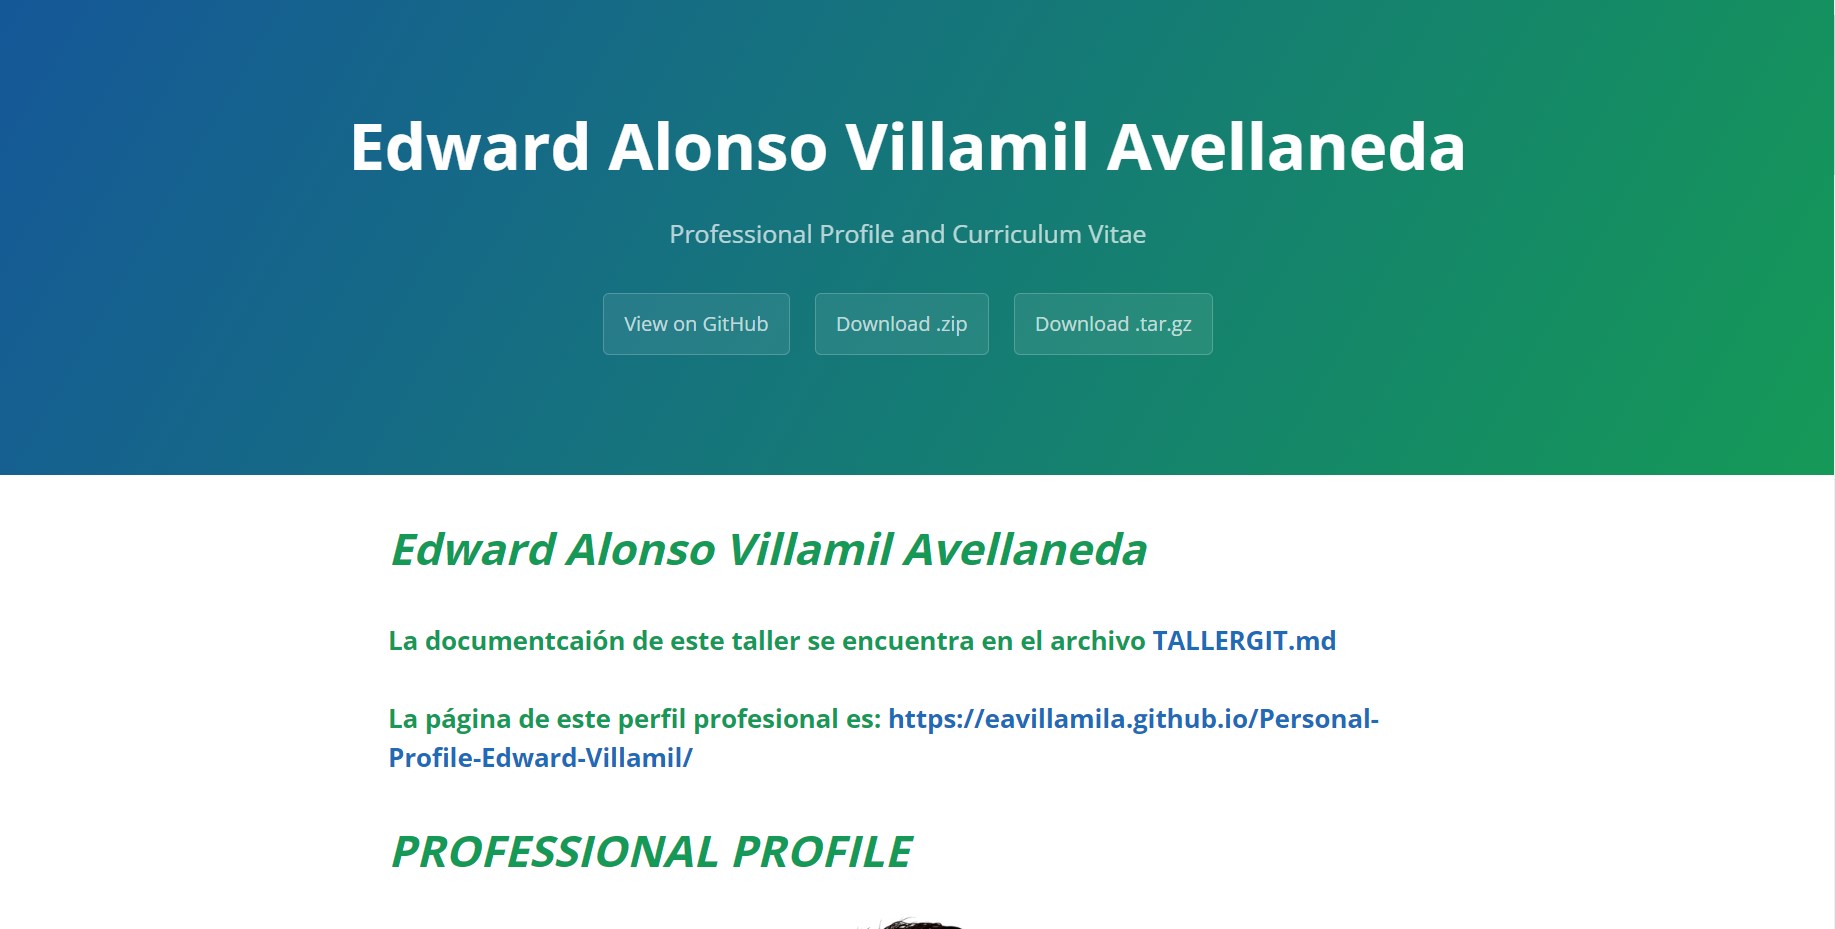 Edward Alonso Villamil Avellaneda
Professional Profile and Curriculum Vitae
View on GitHub
Download .zip
Download .tar.gz
Edward Alonso Villamil Avellaneda
La documentcaión de este taller se encuentra en el archivo TALLERGIT.md
La página de este perfil profesional es: https://eavillamila.github.io/Personal-
Profile-Edward-Villamil/
PROFESSIONAL PROFILE